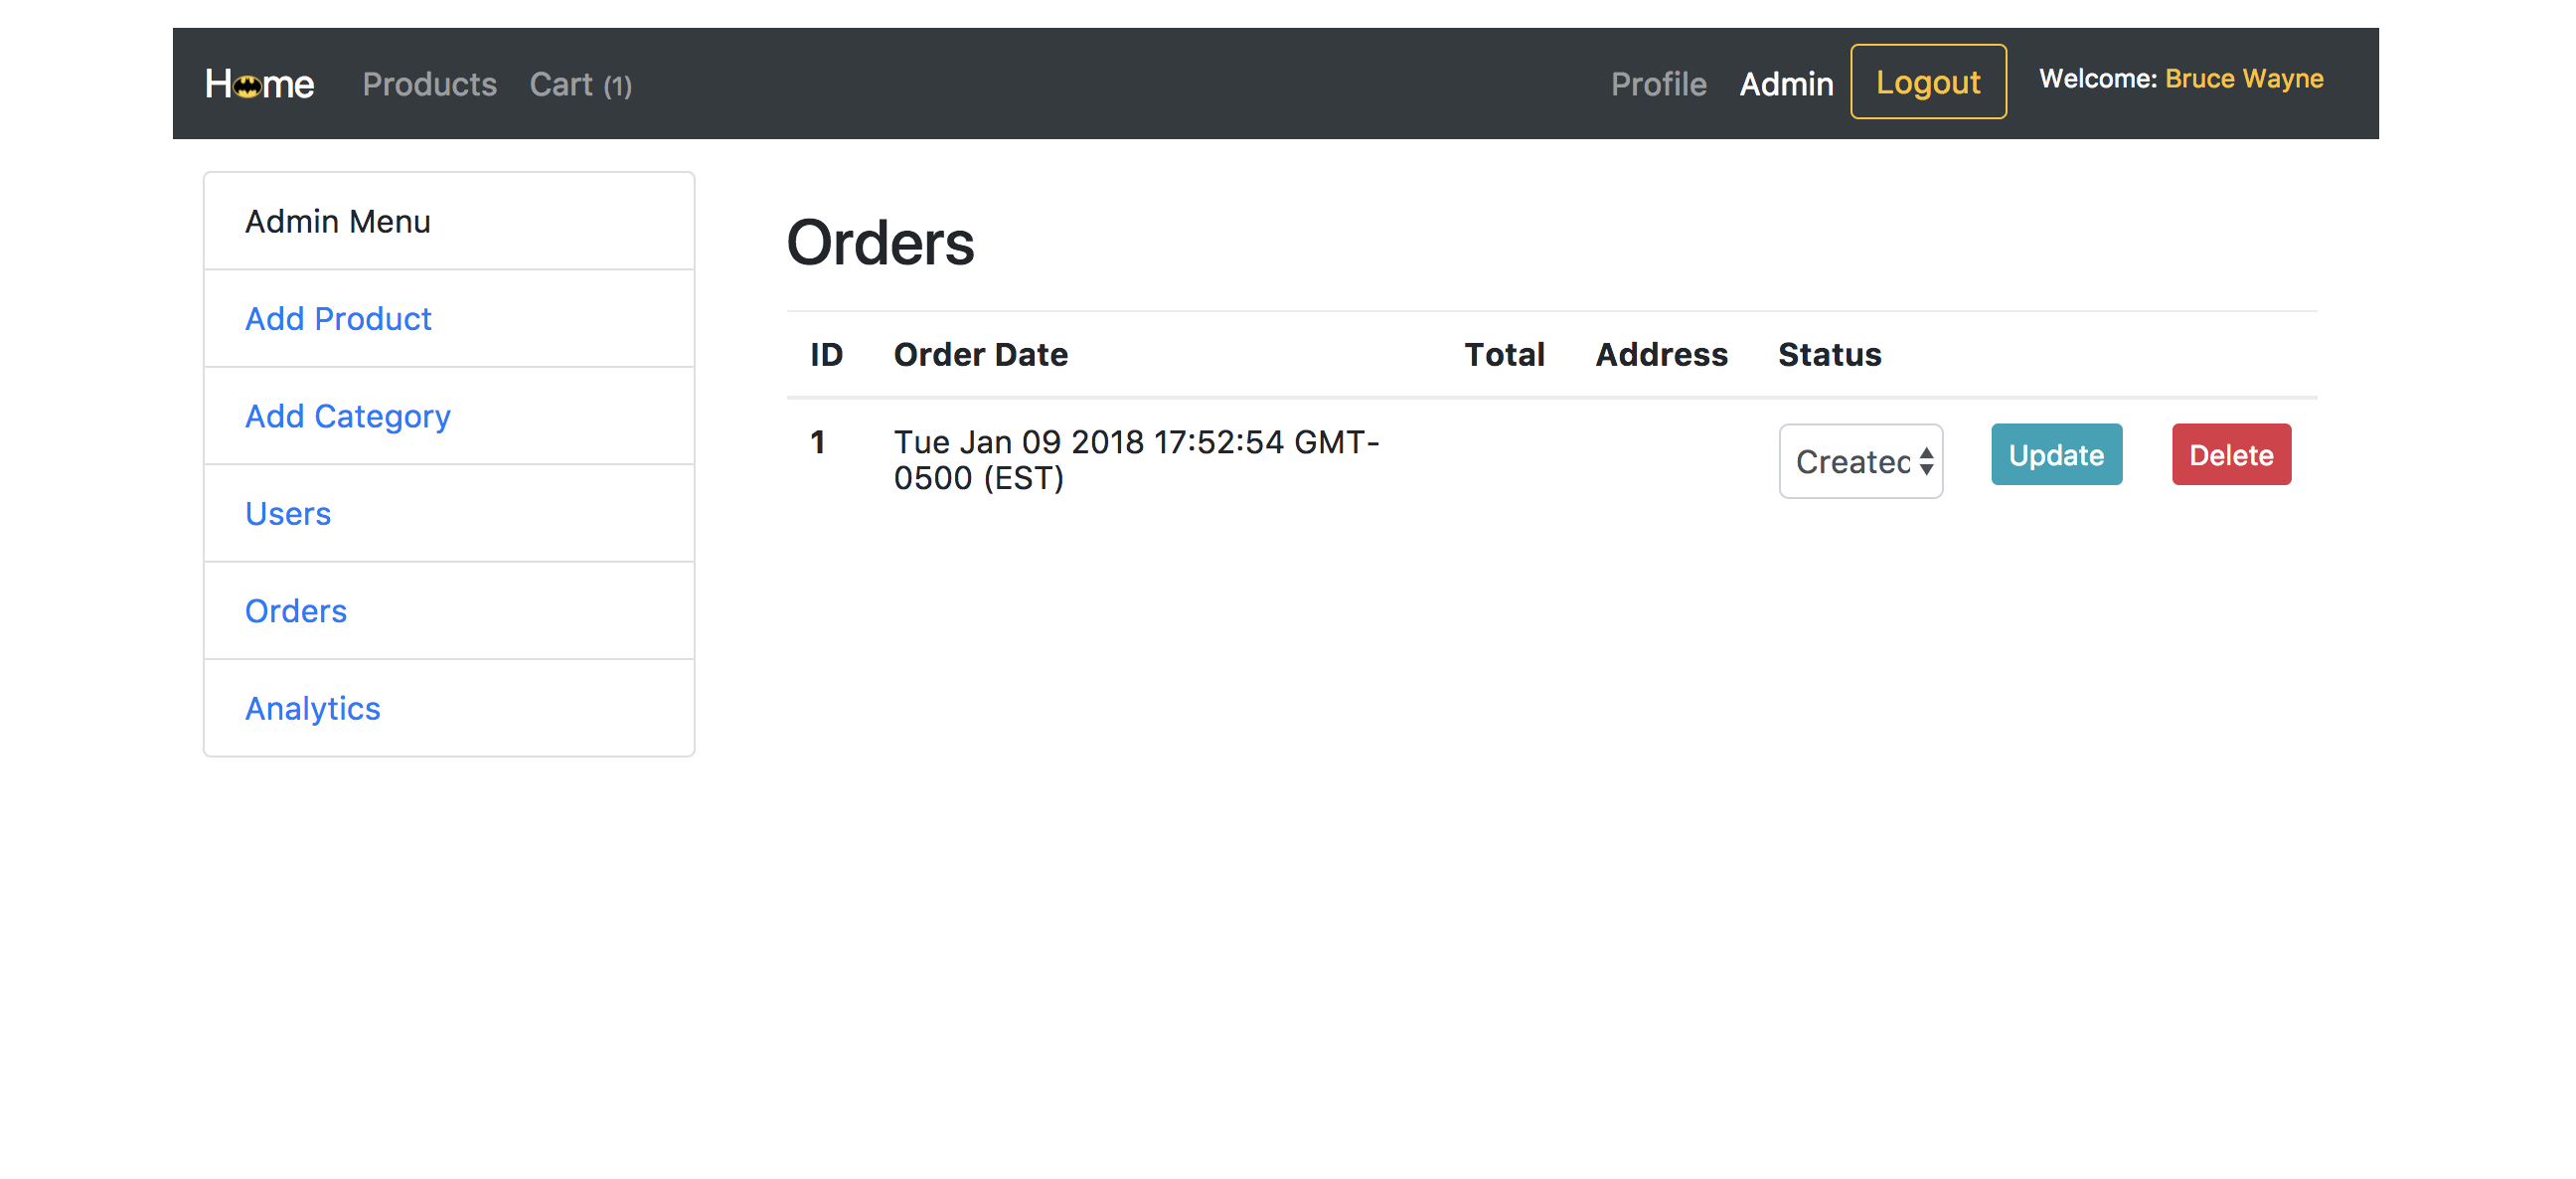 Home Products Cart (1) Profile Admin Logout Welcome: Bruce Wayne
Admin Menu
Add Product
Add Category
Users
Orders
Analytics
Orders
ID Order Date Total Address Status
1 Tue Jan 09 2018 17:52:54 GMT-
0500 (EST)
Created Update Delete